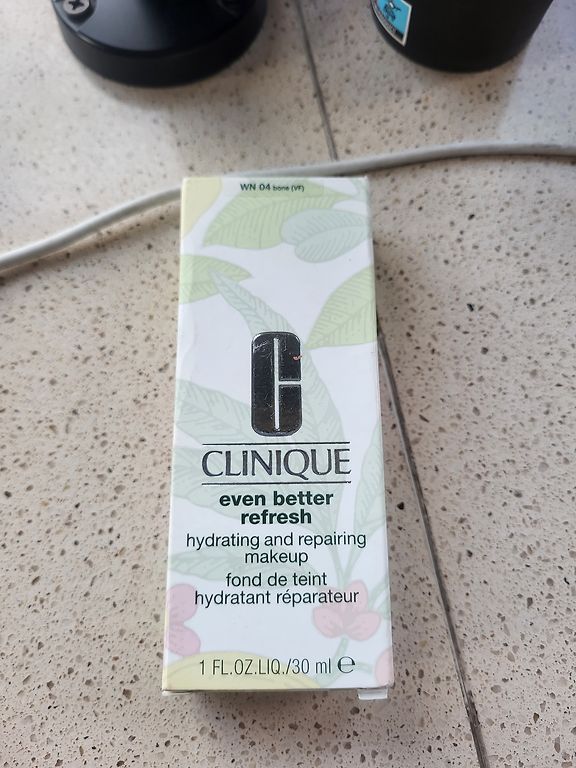 WN 04 bone (VF)
CLINIQUE
even better
refresh
hydrating and repairing
makeup
fond de teint
hydratant réparateur
1 FL.OZ.LIQ./30 ml ℮